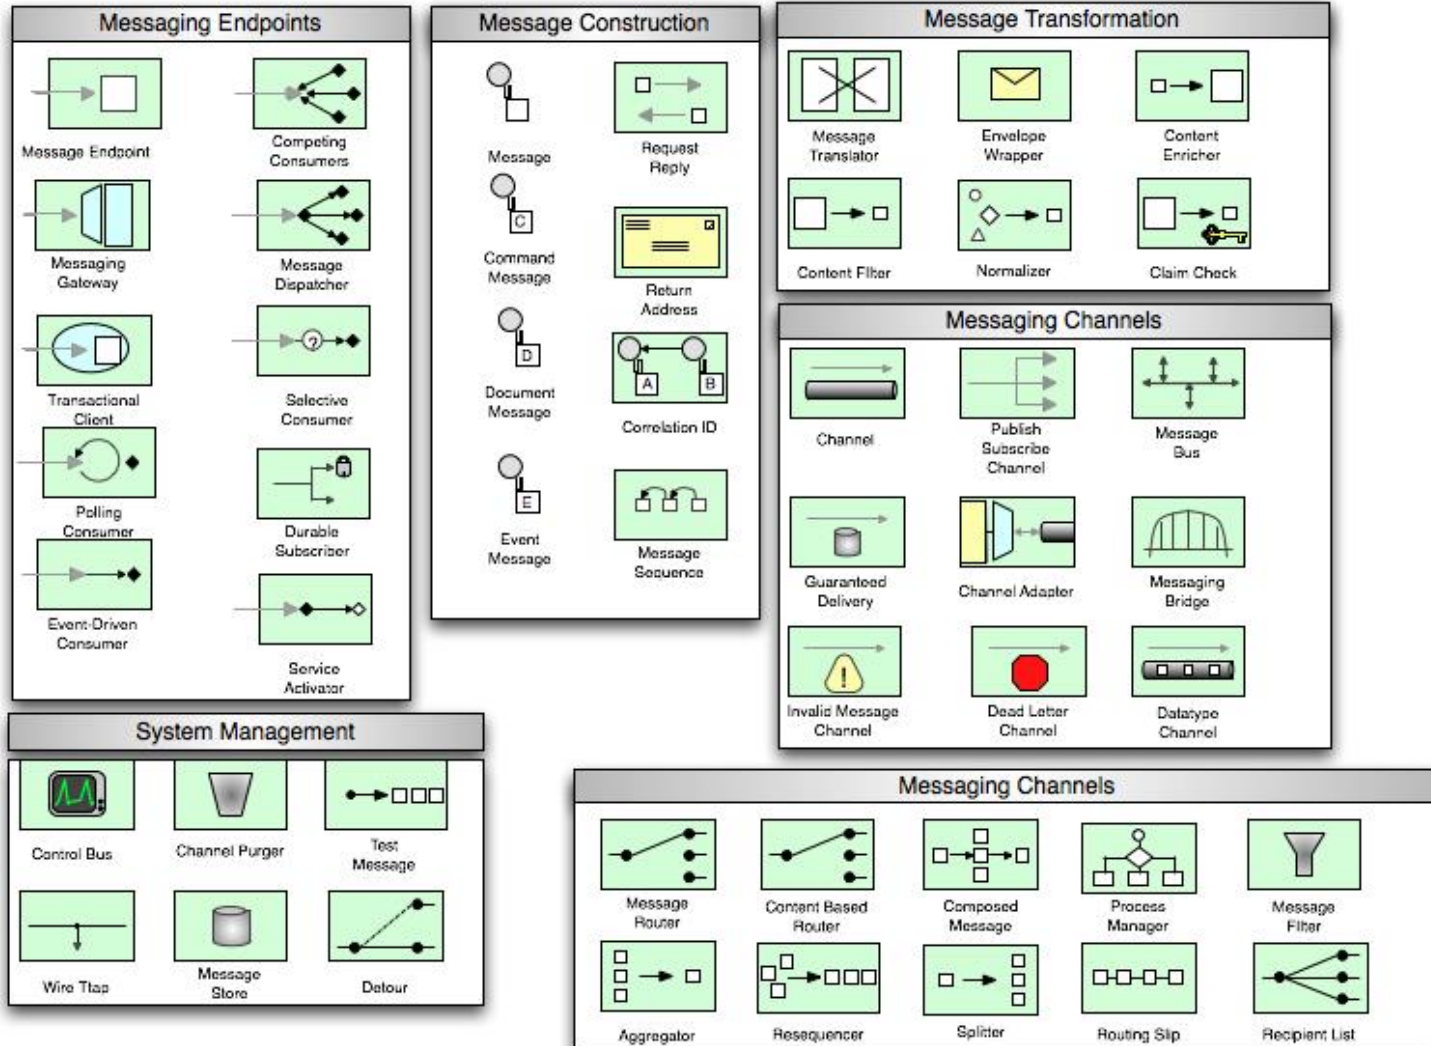 Messaging Endpoints
Message Endpoint
Competing
Consumers
Messaging
Gateway
Message
Dispatcher
Transactional
Client
Selective
Consumer
?
Polling
Consumer
Durable
Subscriber
Event-Driven
Consumer
Service
Activator
Message Construction
Message
Request
Reply
C
Command
Message
Return
Address
D
Document
Message
A
B
Correlation ID
E
Event
Message
Message
Sequence
Message Transformation
Message
Translator
Envelope
Wrapper
Content
Enricher
Content Filter
Normalizer
Claim Check
Messaging Channels
Channel
Publish
Subscribe
Channel
Message
Bus
Guaranteed
Delivery
Channel Adapter
Messaging
Bridge
!
Invalid Message
Channel
Dead Letter
Channel
Datatype
Channel
System Management
Control Bus
Channel Purger
Test
Message
Wire Ttap
Message
Store
Detour
Messaging Channels
Message
Router
Content Based
Router
Composed
Message
Process
Manager
Message
Filter
Aggregator
Resequencer
Splitter
Routing Slip
Recipient List